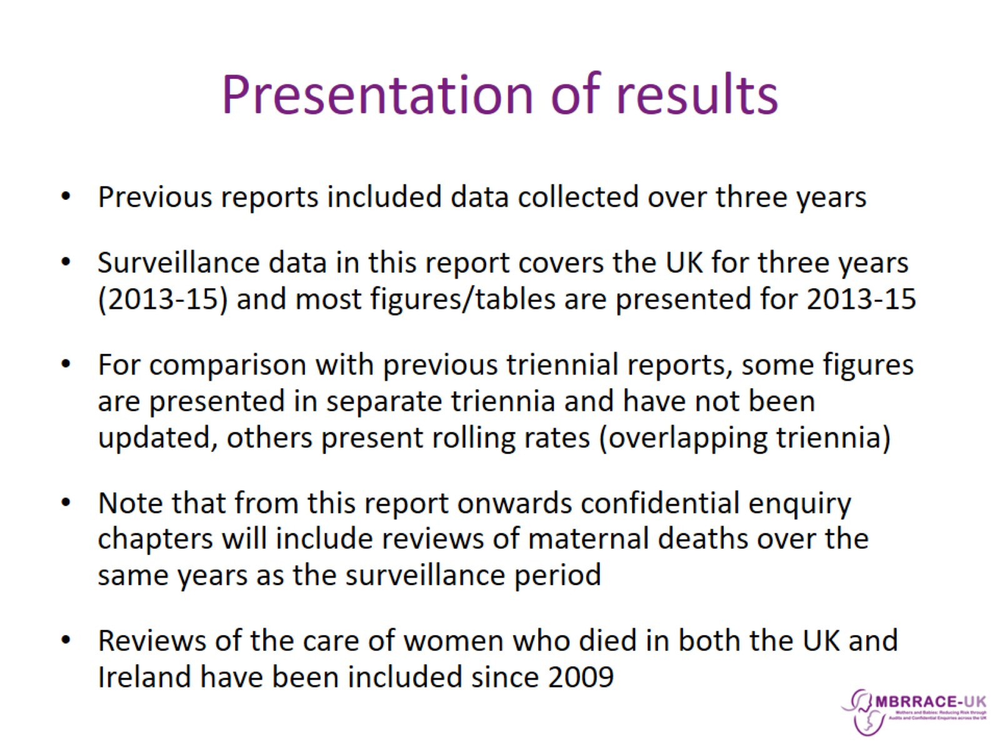 Presentation of results
• Previous reports included data collected over three years
• Surveillance data in this report covers the UK for three years
(2013-15) and most figures/tables are presented for 2013-15
• For comparison with previous triennial reports, some figures
are presented in separate triennia and have not been
updated, others present rolling rates (overlapping triennia)
• Note that from this report onwards confidential enquiry
chapters will include reviews of maternal deaths over the
same years as the surveillance period
• Reviews of the care of women who died in both the UK and
Ireland have been included since 2009
MBRRACE-UK
Mothers and Babies: Reducing Risk through
Audits and Confidential Enquiries across the UK